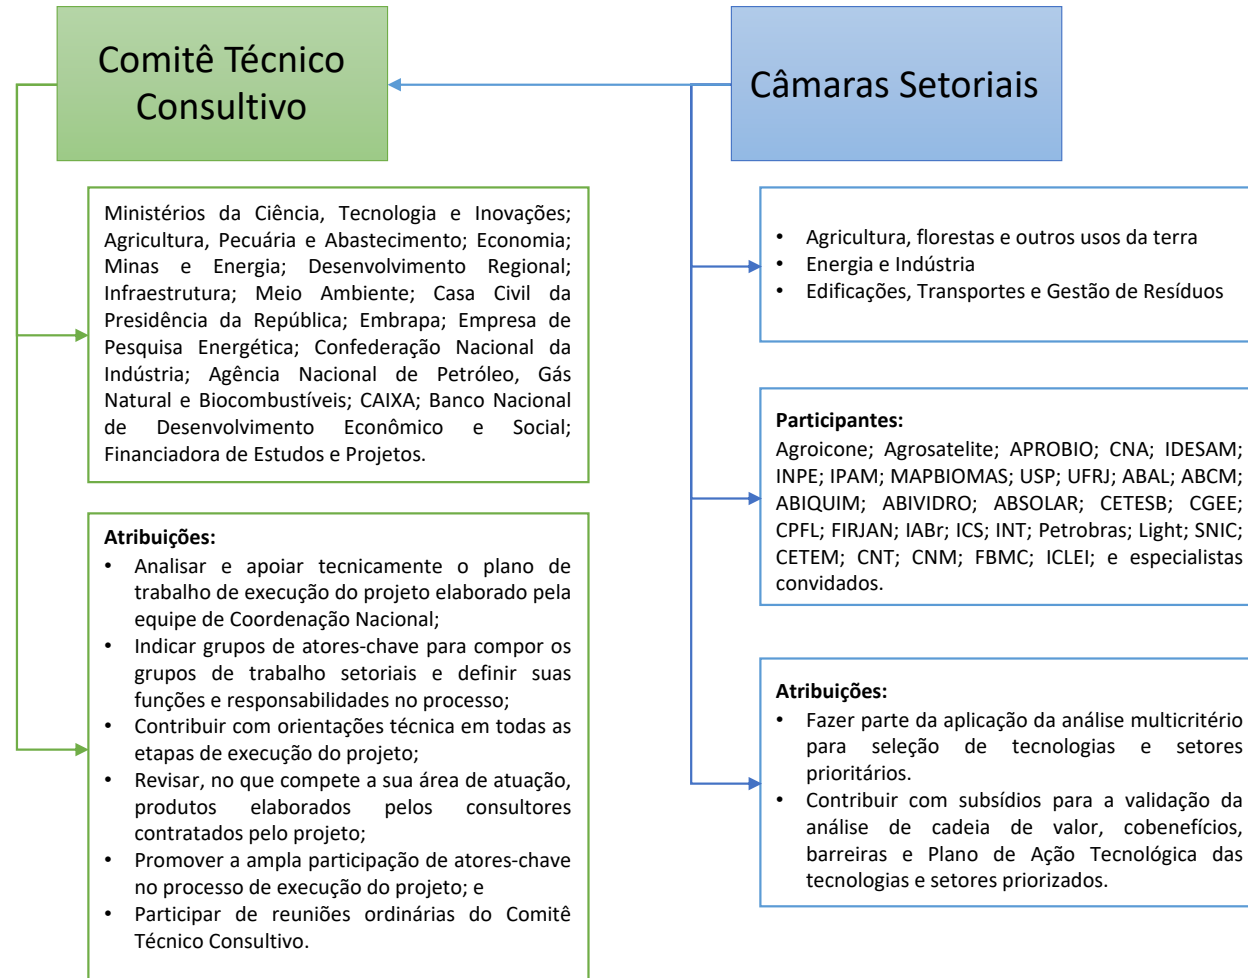 Comitê Técnico
Consultivo
Ministérios da Ciência, Tecnologia e Inovações;
Agricultura, Pecuária e Abastecimento; Economia;
Minas e Energia; Desenvolvimento Regional;
Infraestrutura; Meio Ambiente; Casa Civil da
Presidência da República; Embrapa; Empresa de
Pesquisa Energética; Confederação Nacional da
Indústria; Agência Nacional de Petróleo, Gás
Natural e Biocombustíveis; CAIXA; Banco Nacional
de Desenvolvimento Econômico e Social;
Financiadora de Estudos e Projetos.
Atribuições:
• Analisar e apoiar tecnicamente o plano de
trabalho de execução do projeto elaborado pela
equipe de Coordenação Nacional;
• Indicar grupos de atores-chave para compor os
grupos de trabalho setoriais e definir suas
funções e responsabilidades no processo;
• Contribuir com orientações técnica em todas as
etapas de execução do projeto;
• Revisar, no que compete a sua área de atuação,
produtos elaborados pelos consultores
contratados pelo projeto;
• Promover a ampla participação de atores-chave
no processo de execução do projeto; e
• Participar de reuniões ordinárias do Comitê
Técnico Consultivo.
Câmaras Setoriais
• Agricultura, florestas e outros usos da terra
• Energia e Indústria
• Edificações, Transportes e Gestão de Resíduos
Participantes:
Agroicone; Agrosatelite; APROBIO; CNA; IDESAM;
INPE; IPAM; MAPBIOMAS; USP; UFRJ; ABAL; ABCM;
ABIQUIM; ABIVIDRO; ABSOLAR; CETESB; CGEE;
CPFL; FIRJAN; IABr; ICS; INT; Petrobras; Light; SNIC;
CETEM; CNT; CNM; FBMC; ICLEI; e especialistas
convidados.
Atribuições:
• Fazer parte da aplicação da análise multicritério
para seleção de tecnologias e setores
prioritários.
• Contribuir com subsídios para a validação da
análise de cadeia de valor, cobenefícios,
barreiras e Plano de Ação Tecnológica das
tecnologias e setores priorizados.